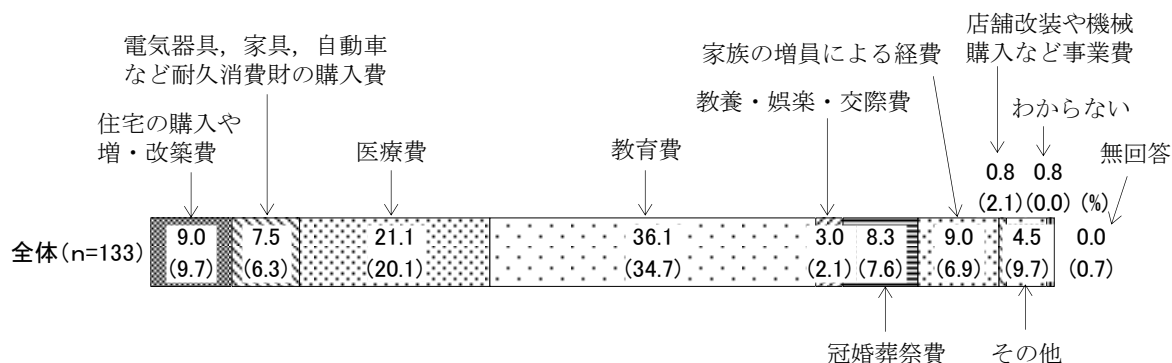 電気器具，家具，自動車
など耐久消費財の購入費
住宅の購入や
増・改築費
医療費
教育費
家族の増員による経費
教養・娯楽・交際費
店舗改装や機械
購入など事業費
わからない
無回答
0.8 0.8
(2.1) (0.0) (%)
全体(n=133)
9.0 7.5 21.1 36.1 3.0 8.3 9.0 4.5 0.0
(9.7) (6.3) (20.1) (34.7) (2.1) (7.6) (6.9) (9.7) (0.7)
冠婚葬祭費
その他